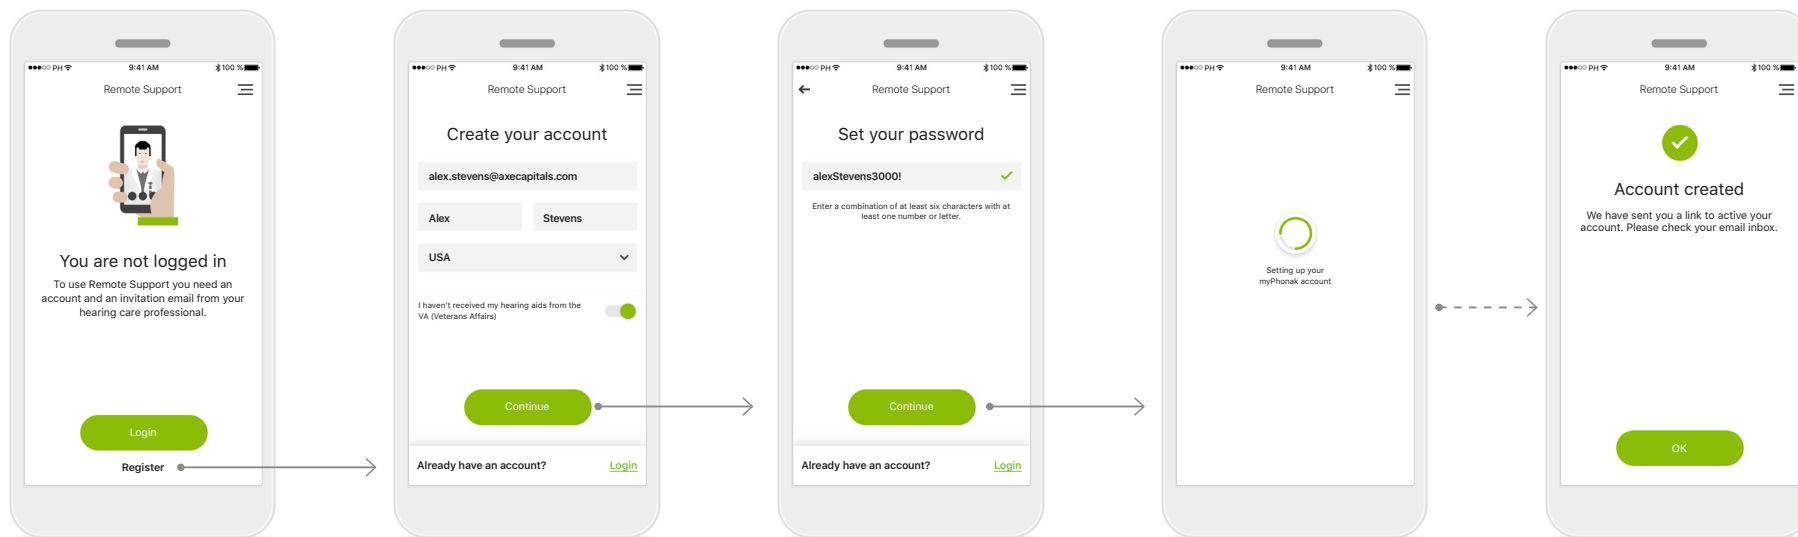 ●●●○○ PH 9:41 AM 100 %
Remote Support
You are not logged in
To use Remote Support you need an
account and an invitation email from your
hearing care professional.
Login
Register
●●●○○ PH 9:41 AM 100 %
Remote Support
Create your account
alex.stevens@axecapitals.com
Alex Stevens
USA
I haven't received my hearing aids from the
VA (Veterans Affairs)
Continue
Already have an account? Login
●●●○○ PH 9:41 AM 100 %
Remote Support
Set your password
alexStevens3000!
Enter a combination of at least six characters with at
least one number or letter.
Continue
Already have an account? Login
●●●○○ PH 9:41 AM 100 %
Remote Support
Setting up your
myPhonak account
●●●○○ PH 9:41 AM 100 %
Remote Support
Account created
We have sent you a link to active your
account. Please check your email inbox.
OK